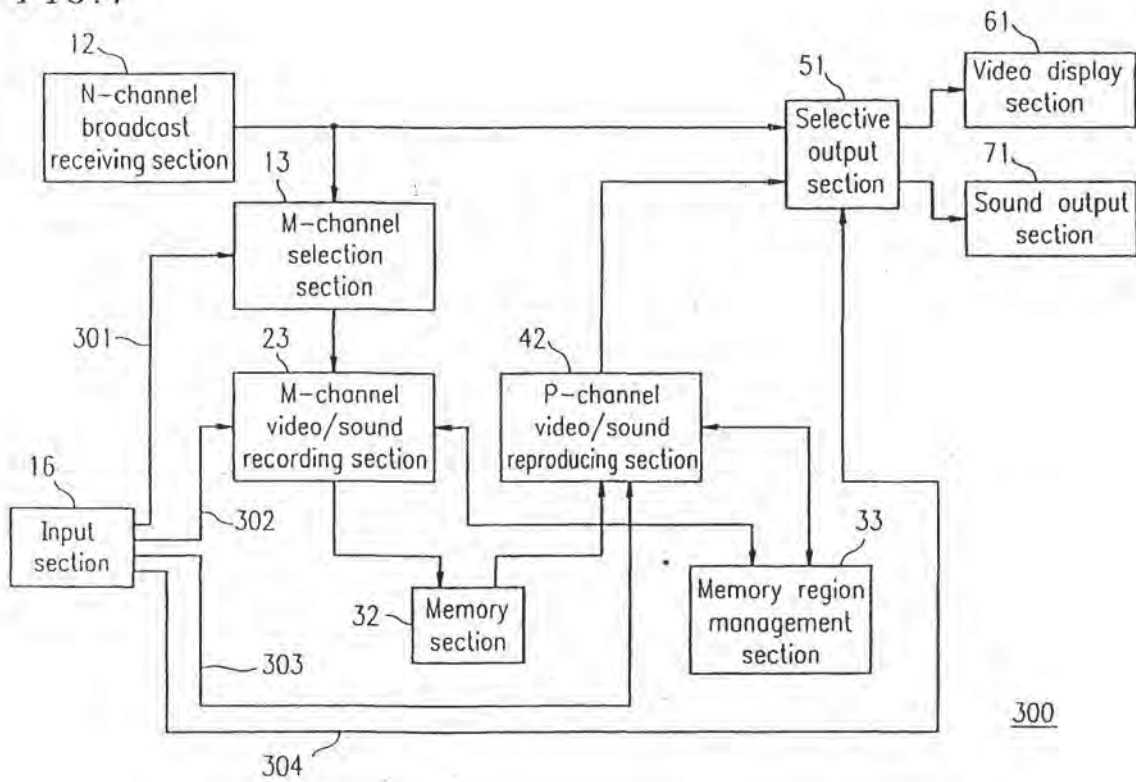 12
N-channel
broadcast
receiving section
13
M-channel
selection
section
51
Selective
output
section
61
Video display
section
71
Sound output
section
301
23
M-channel
video/sound
recording section
42
P-channel
video/sound
reproducing section
16
Input
section
302
32
Memory
section
33
Memory region
management
section
303
304
300